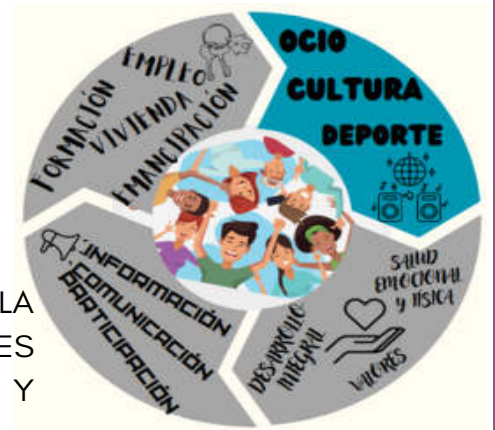 FORMACIÓN
EMPLEO
VIVIENDA
EMANCIPACIÓN
OCIO
CULTURA
DEPORTE
INFORMACIÓN
COMUNICACIÓN
PARTICIPACIÓN
DESARROLLO
INTEGRAL
SALUD
EMOCIONAL
y FÍSICA
VALORES
LA
ES
Y